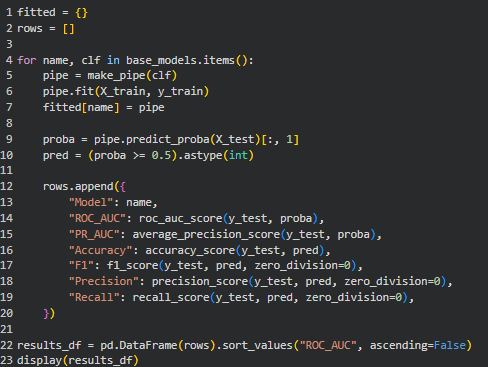 1 fitted = {}
2 rows = []
3
4 for name, clf in base_models.items():
5     pipe = make_pipe(clf)
6     pipe.fit(X_train, y_train)
7     fitted[name] = pipe
8
9     proba = pipe.predict_proba(X_test)[:, 1]
10     pred = (proba >= 0.5).astype(int)
11
12     rows.append({
13         "Model": name,
14         "ROC_AUC": roc_auc_score(y_test, proba),
15         "PR_AUC": average_precision_score(y_test, proba),
16         "Accuracy": accuracy_score(y_test, pred),
17         "F1": f1_score(y_test, pred, zero_division=0),
18         "Precision": precision_score(y_test, pred, zero_division=0),
19         "Recall": recall_score(y_test, pred, zero_division=0),
20     })
21
22 results_df = pd.DataFrame(rows).sort_values("ROC_AUC", ascending=False)
23 display(results_df)